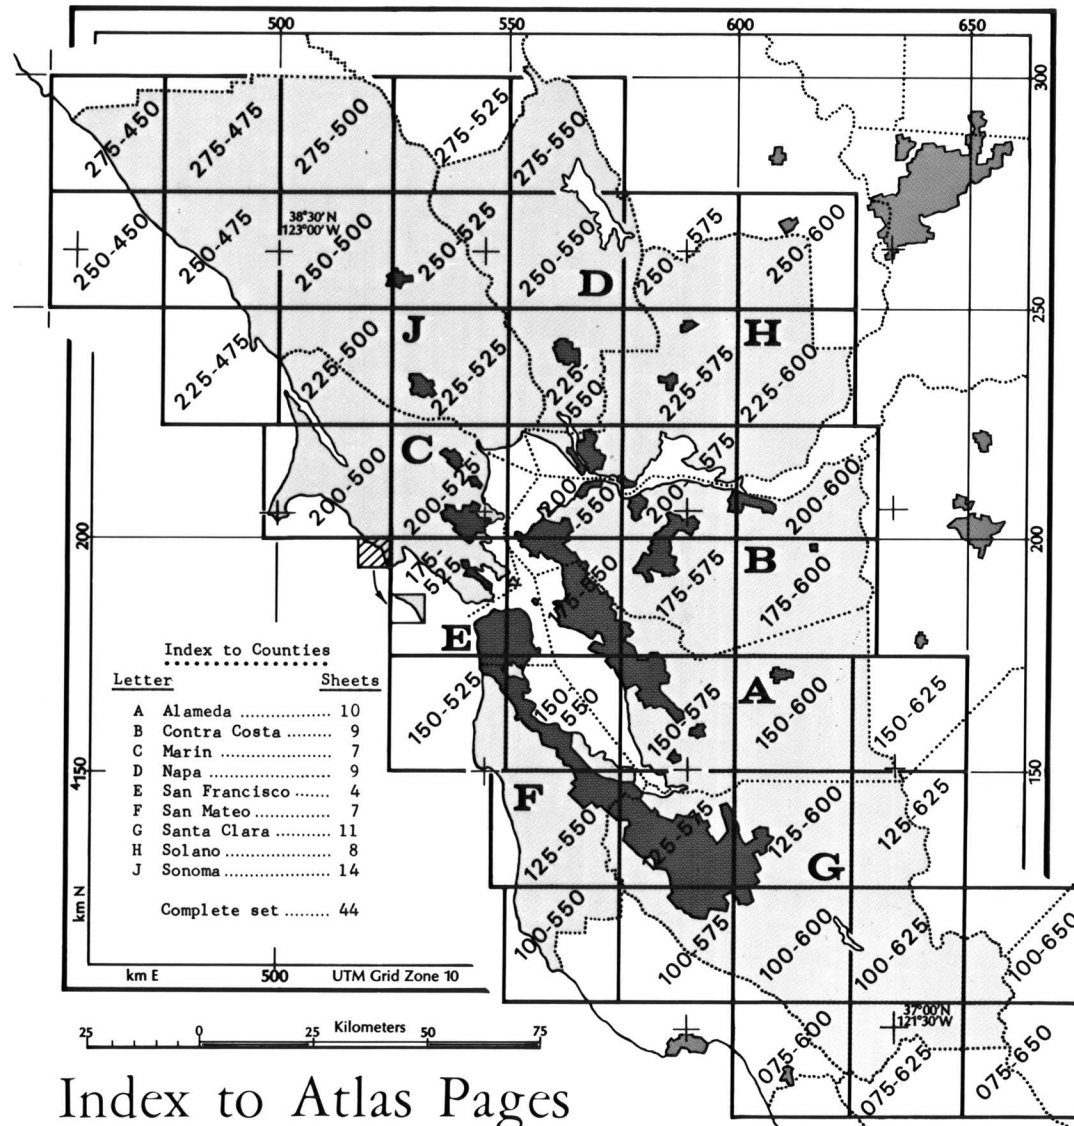 500 550 600 650
300
275-450 275-475 275-500 275-525 275-550
38°30'N
123°00'W
250-450 250-475 250-500 250-525 250-550 250-575 250-600
D
250
J H
225-475 225-500 225-525 225-550 225-575 225-600
C
200-500 200-525 200-550 200-575 200-600
200 200
B
175-525 175-550 175-575 175-600
E
A
150-525 150-550 150-575 150-600 150-625
Index to Counties
Letter Sheets
A Alameda .............. 10
B Contra Costa ........ 9
C Marin ................ 7
D Napa ................. 9
E San Francisco ...... 4
F San Mateo ........... 7
G Santa Clara ......... 11
H Solano ............... 8
J Sonoma ............... 14
Complete set ........ 44
4150 150
F
125-550 125-575 125-600 125-625
G
km N
100-550 100-575 100-600 100-625 100-650
km E 500 UTM Grid Zone 10
37°00'N
121°30'W
075-600 075-625 075-650
25 0 25 Kilometers 50 75
Index to Atlas Pages